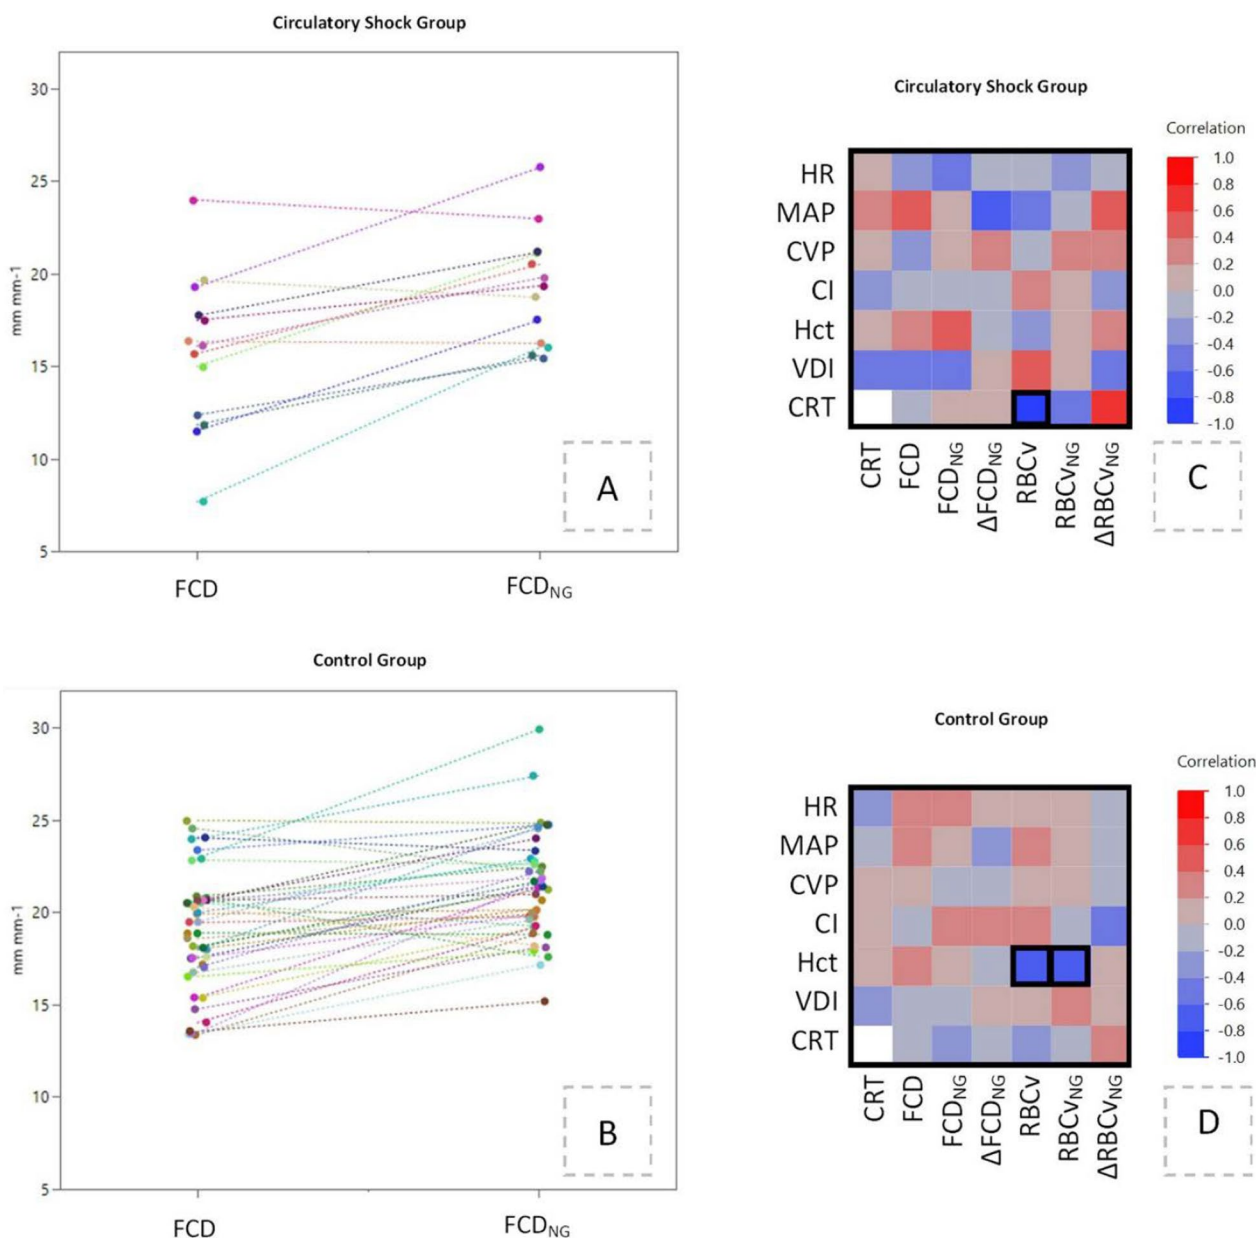 Circulatory Shock Group
30
25
20
15
10
5
mm mm-1
FCD
FCDNG
A
Circulatory Shock Group
Correlation
HR
MAP
CVP
CI
Hct
VDI
CRT
CRT
FCD
FCDNG
ΔFCDNG
RBCv
RBCvNG
ΔRBCvNG
1.0
0.8
0.6
0.4
0.2
0.0
-0.2
-0.4
-0.6
-0.8
-1.0
C
Control Group
30
25
20
15
10
5
mm mm-1
FCD
FCDNG
B
Control Group
Correlation
HR
MAP
CVP
CI
Hct
VDI
CRT
CRT
FCD
FCDNG
ΔFCDNG
RBCv
RBCvNG
ΔRBCvNG
1.0
0.8
0.6
0.4
0.2
0.0
-0.2
-0.4
-0.6
-0.8
-1.0
D